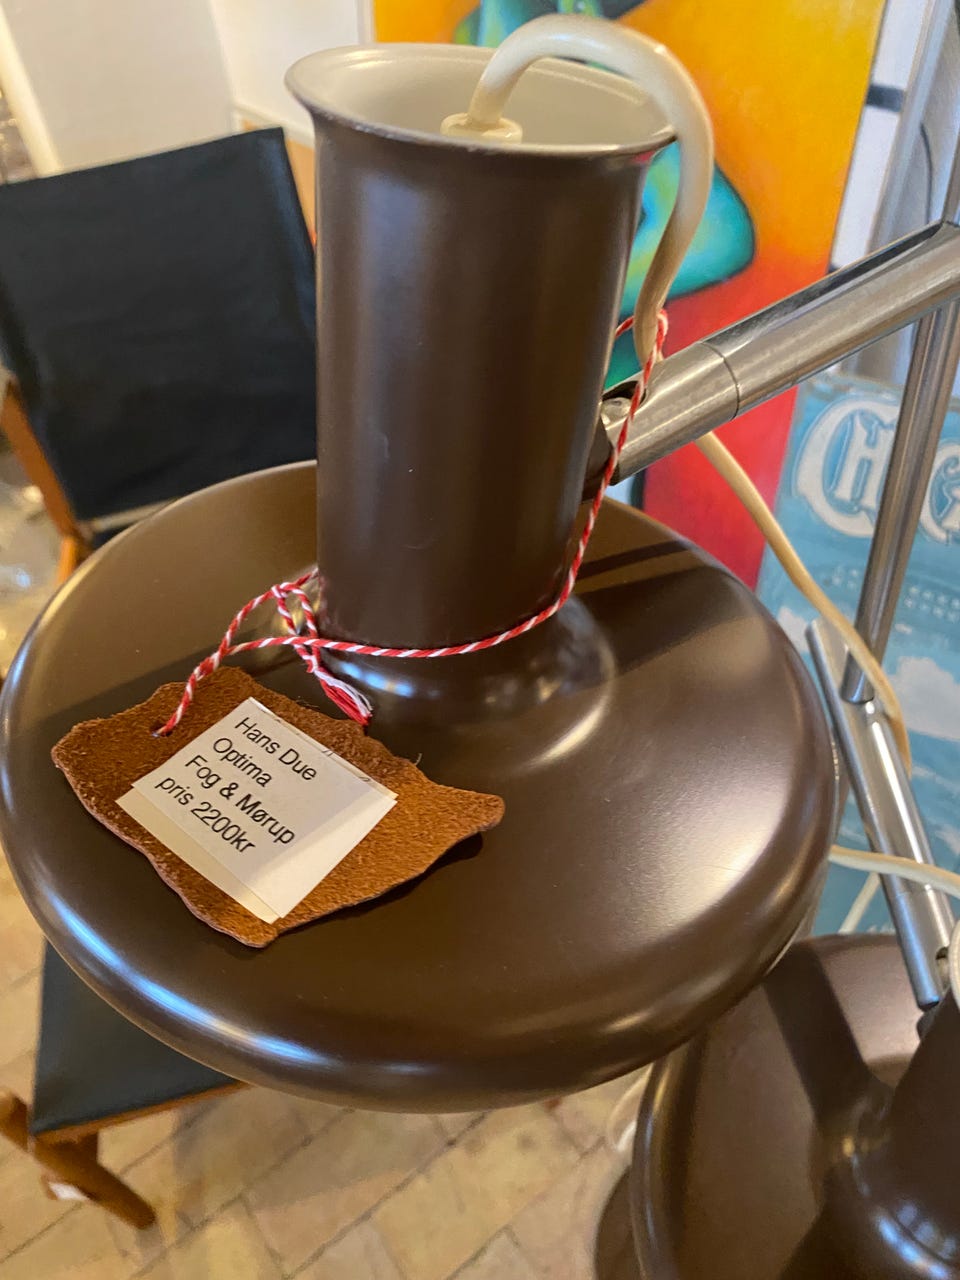 Hans Due
Optima
Fog & Mørup
pris 2200kr